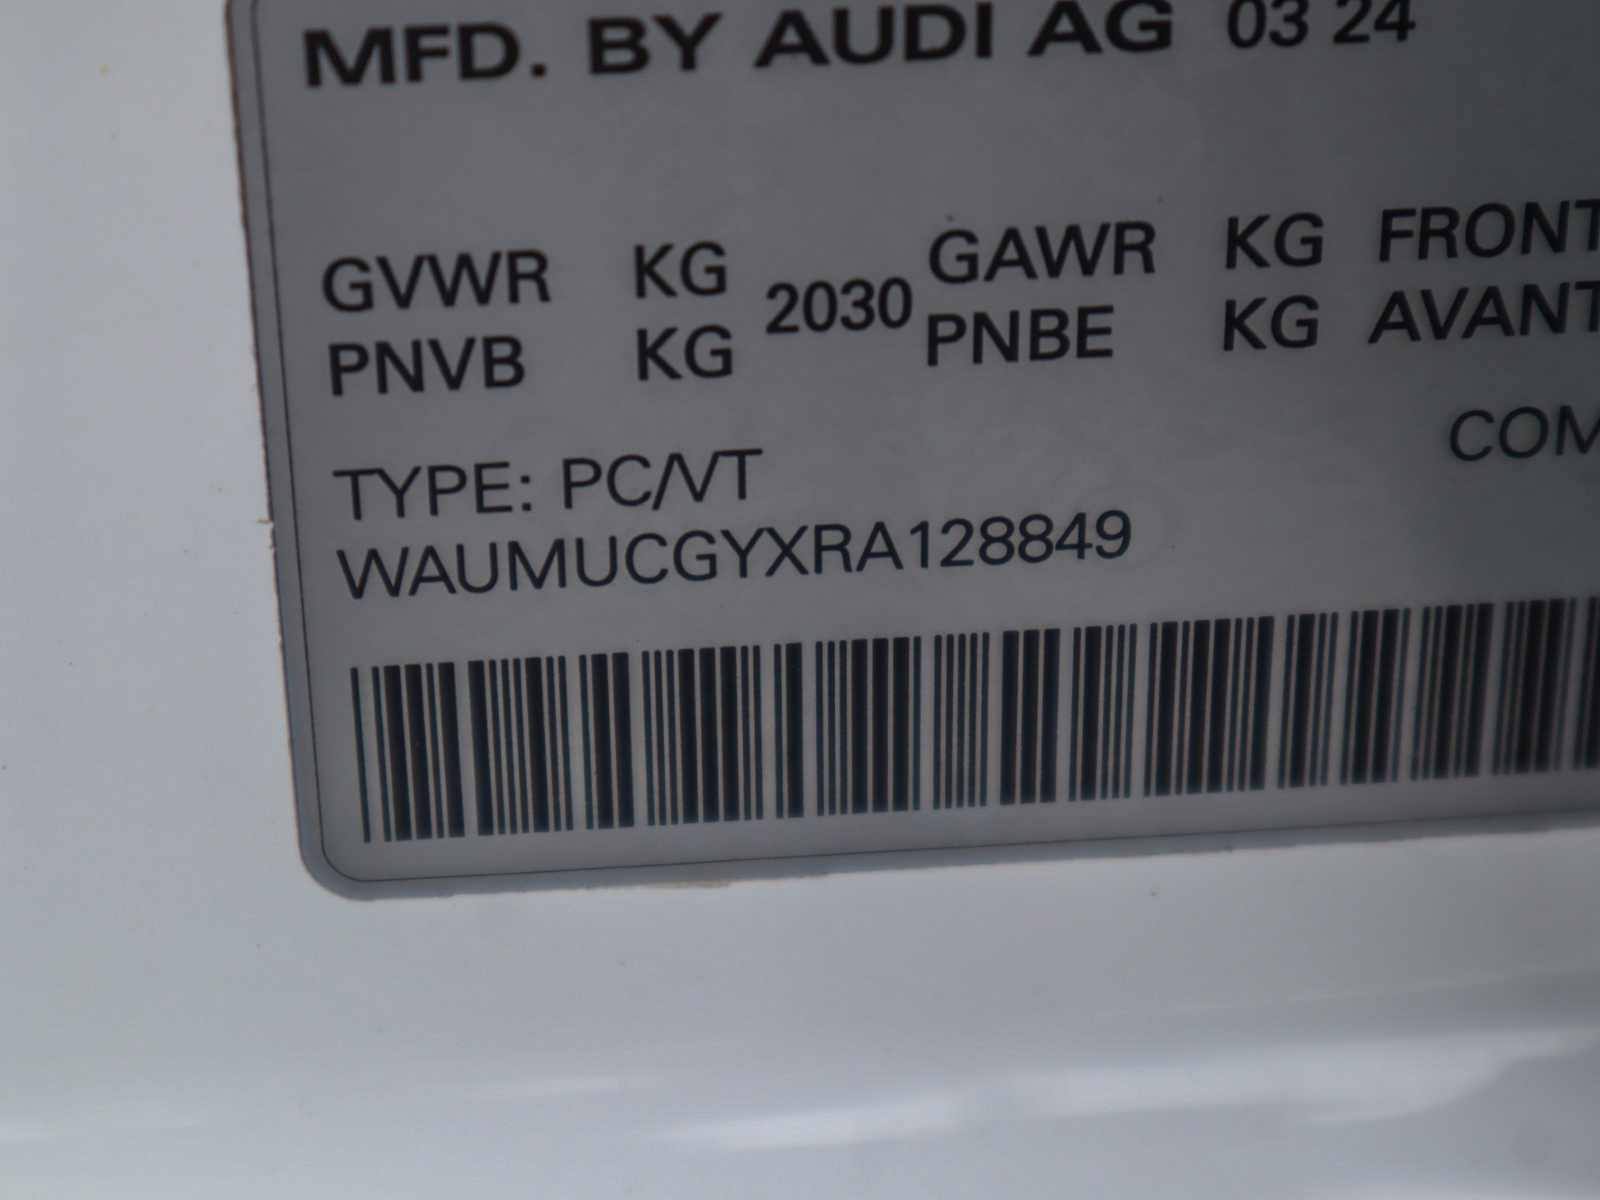 MFD. BY AUDI AG 03 24
GVWR KG 2030 GAWR KG FRONT
PNVB KG PNBE KG AVANT
COM
TYPE: PC/VT
WAUMUCGYXRA128849